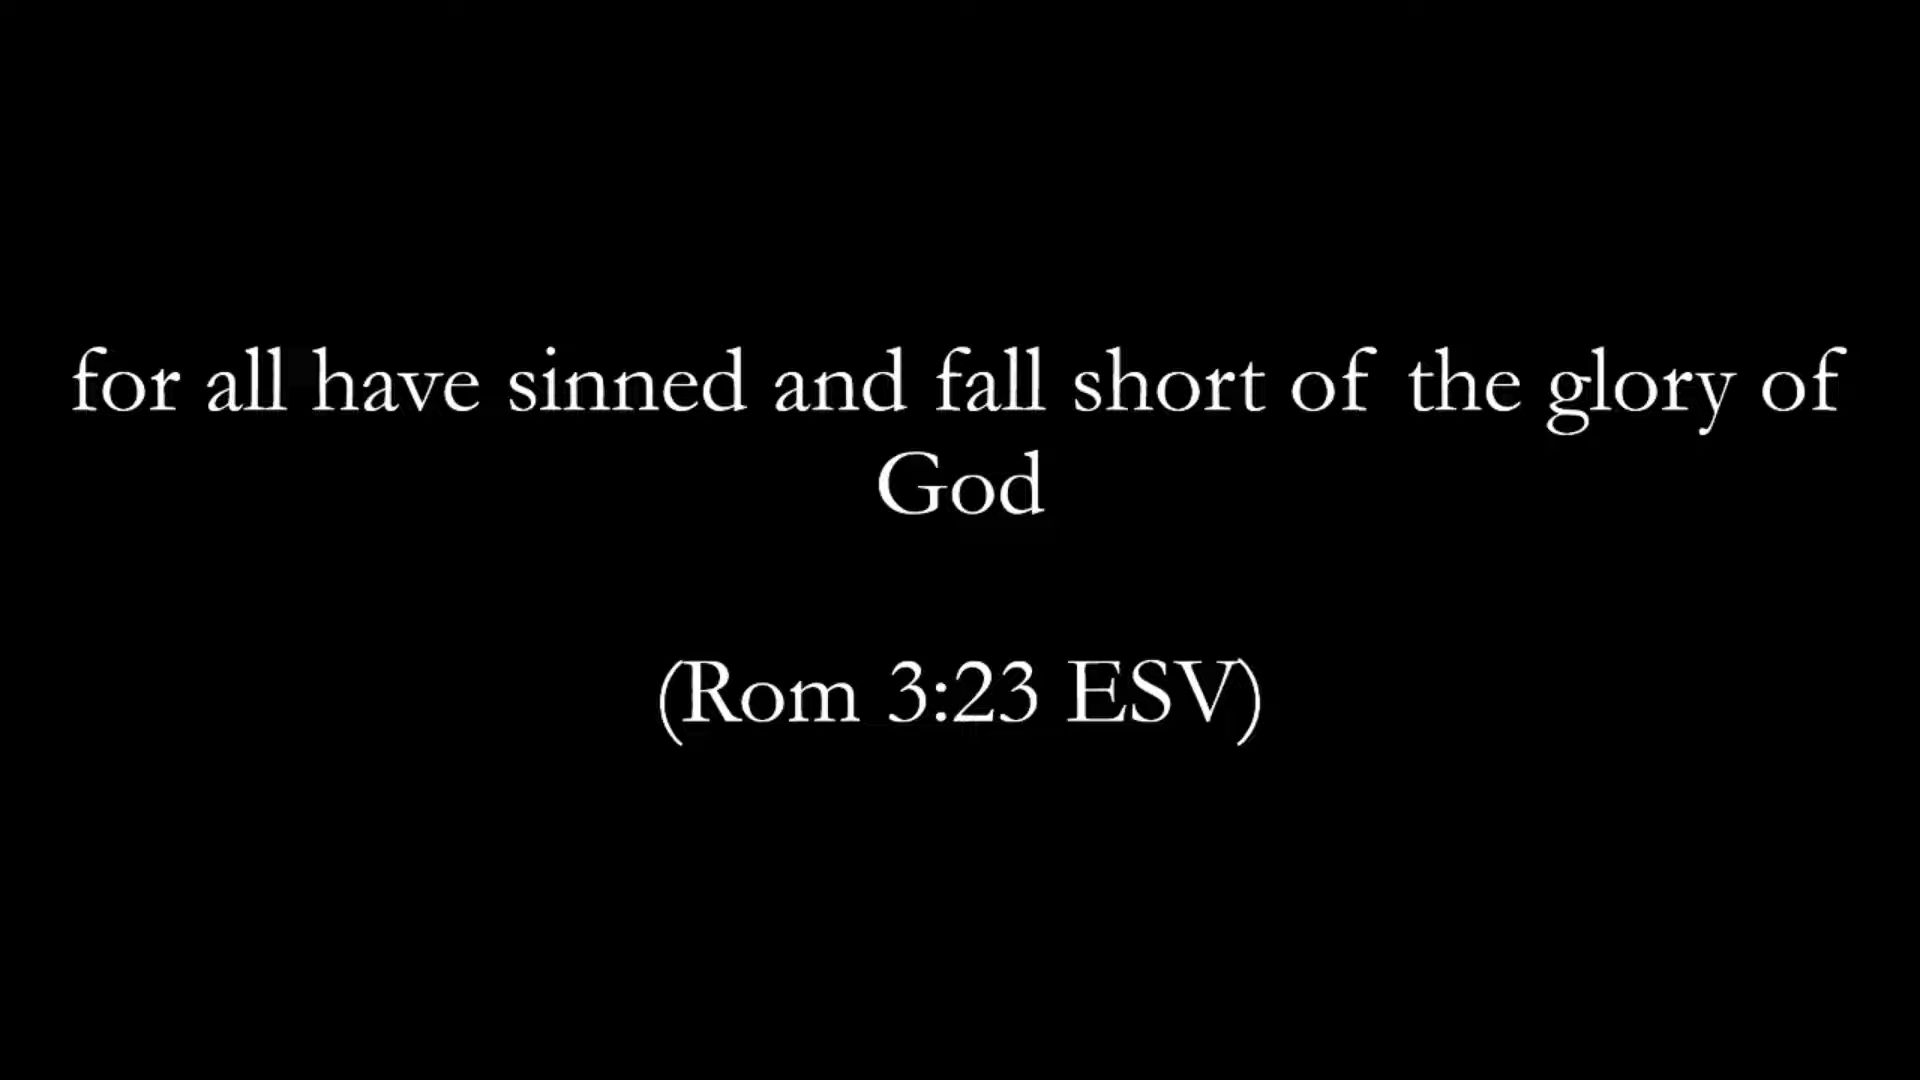 for all have sinned and fall short of the glory of
God
(Rom 3:23 ESV)